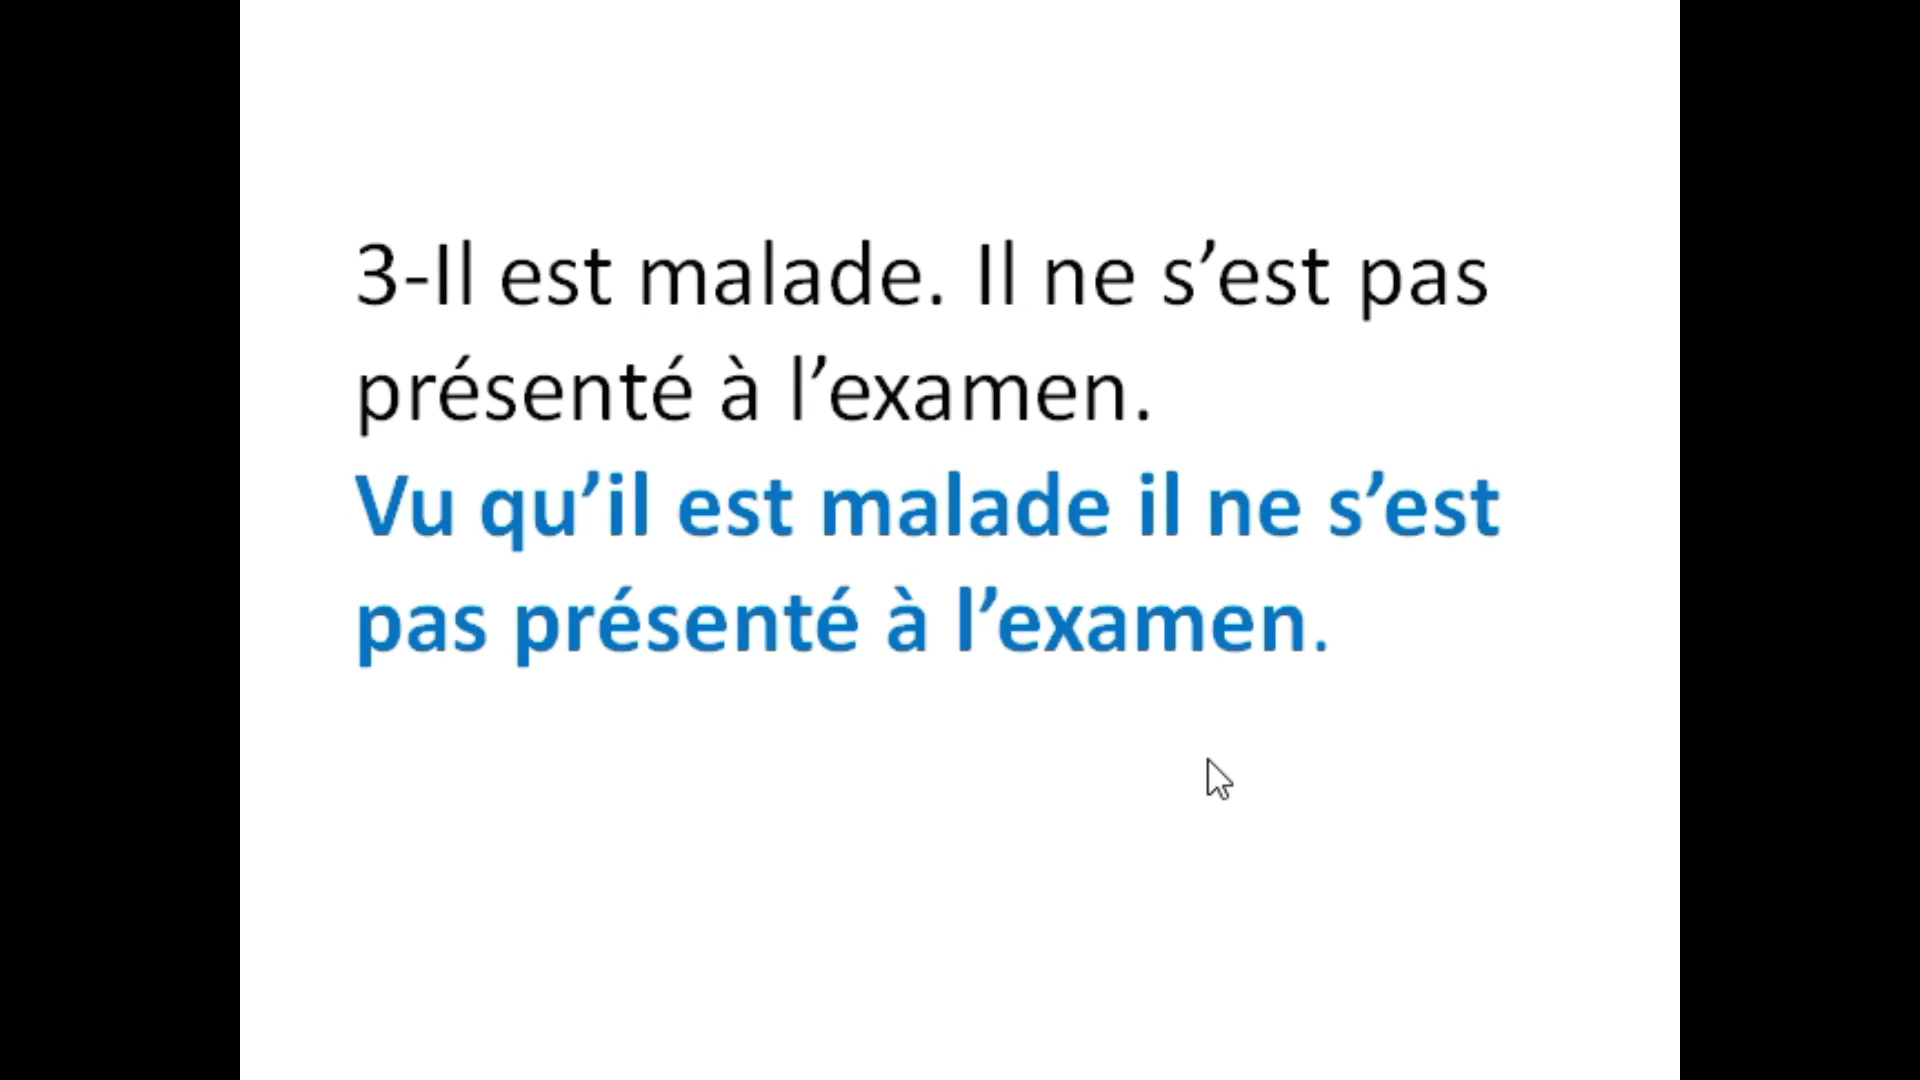 3-Il est malade. Il ne s’est pas
présenté à l’examen.
Vu qu’il est malade il ne s’est
pas présenté à l’examen.